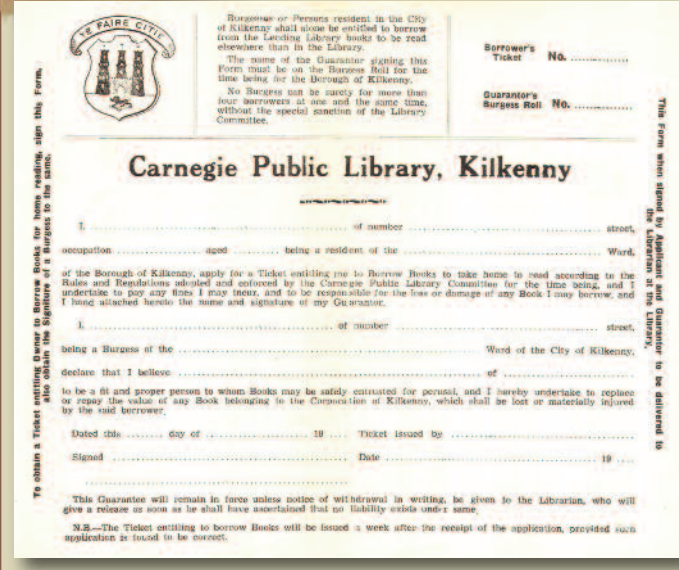 YE FAIRE CITIE
Burgesses or Persons resident in the City
of Kilkenny shall alone be entitled to borrow
from the Lending Library books to be read
elsewhere than in the Library.
The name of the Guarantor signing this
Form must be on the Burgess Roll for the
time being for the Borough of Kilkenny.
No Burgess can be surety for more than
four borrowers at one and the same time,
without the special sanction of the Library
Committee.
Borrower's
Ticket No. ..............
Guarantor's
Burgess Roll No. ..............
To obtain a Ticket entitling Owner to Borrow Books for home reading, sign this Form,
also obtain the Signature of a Burgess to the same.
This Form when signed by Applicant and Guarantor to be delivered to
the Librarian at the Library.
Carnegie Public Library, Kilkenny
I, .............................. of number .............................. street,
occupation .................. aged .......... being a resident of the .............................. Ward,
of the Borough of Kilkenny, apply for a Ticket entitling me to Borrow Books to take home to read according to the
Rules and Regulations adopted and enforced by the Carnegie Public Library Committee for the time being, and I
undertake to pay any fines I may incur, and to be responsible for the loss or damage of any Book I may borrow, and
I hand attached hereto the name and signature of my Guarantor.
I, .............................. of number .............................. street,
being a Burgess of the .............................. Ward of the City of Kilkenny,
declare that I believe .............................. of ..............................
to be a fit and proper person to whom Books may be safely entrusted for perusal, and I hereby undertake to replace
or repay the value of any Book belonging to the Corporation of Kilkenny, which shall be lost or materially injured
by the said borrower.
Dated this ....... day of .................... 19 .... Ticket issued by ..............................
Signed .............................. Date .............................. 19 ....
This Guarantee will remain in force unless notice of withdrawal in writing, be given to the Librarian, who will
give a release as soon as he shall have ascertained that no liability exists under same.
N.B.—The Ticket entitling to borrow Books will be issued a week after the receipt of the application, provided such
application is found to be correct.